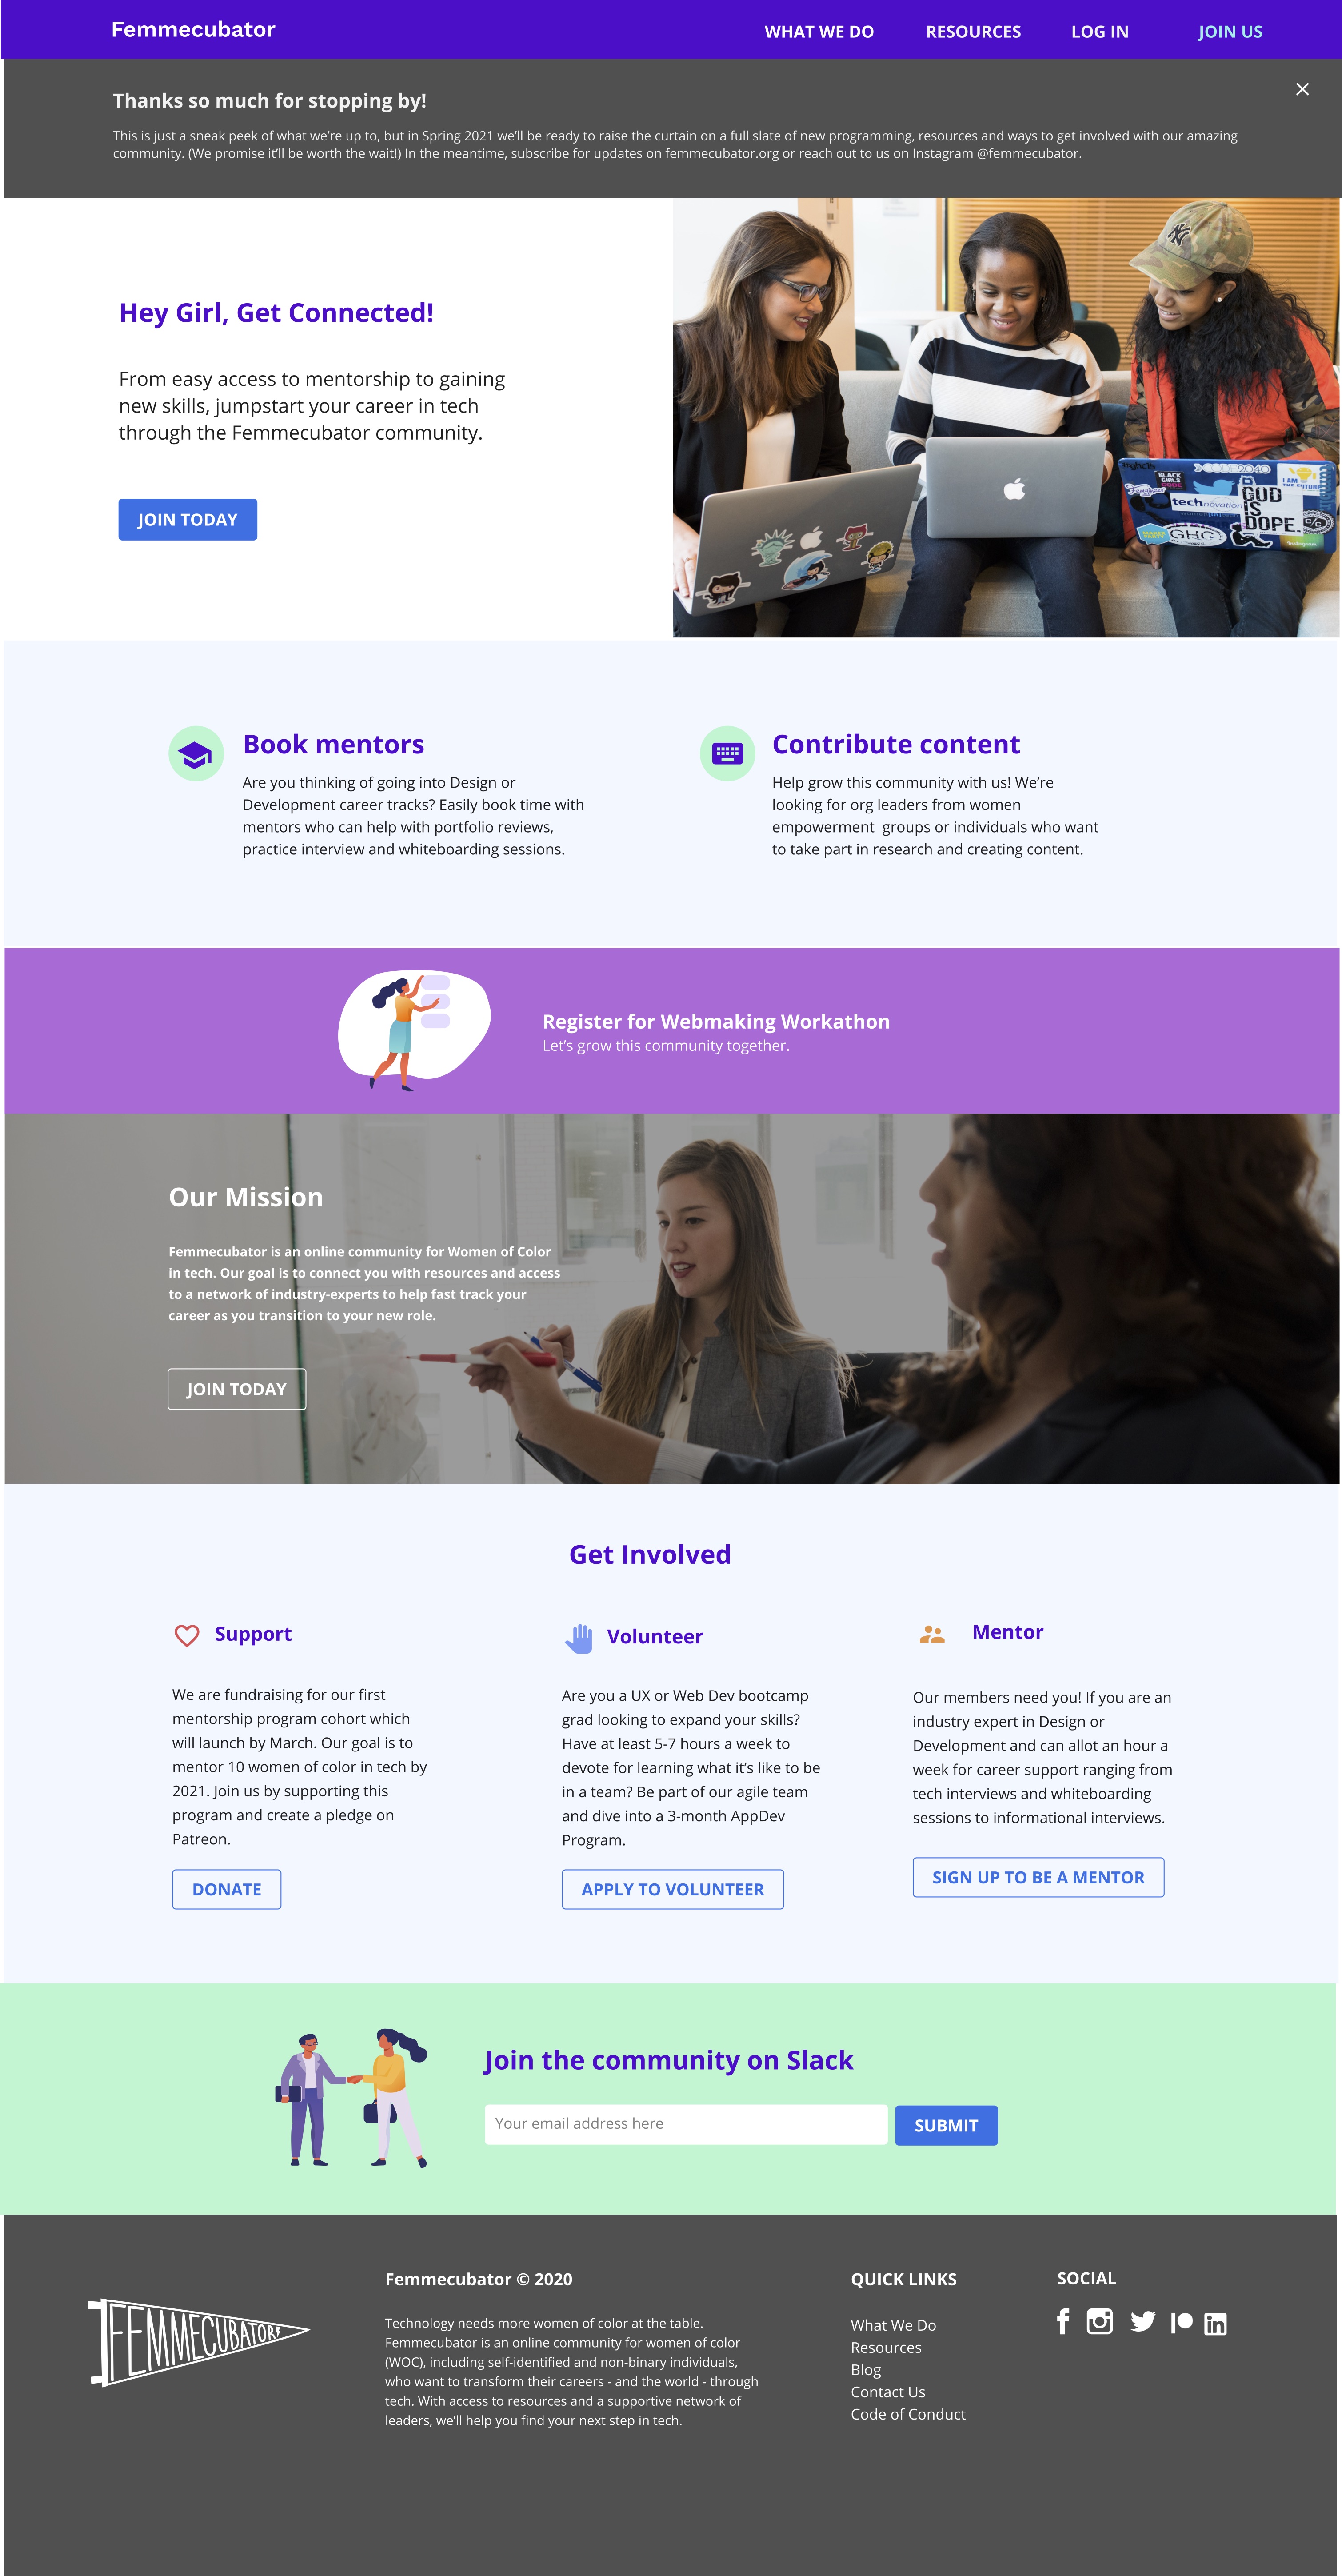 Femmecubator
WHAT WE DO
RESOURCES
LOG IN
JOIN US
Thanks so much for stopping by!
This is just a sneak peek of what we’re up to, but in Spring 2021 we’ll be ready to raise the curtain on a full slate of new programming, resources and ways to get involved with our amazing
community. (We promise it’ll be worth the wait!) In the meantime, subscribe for updates on femmecubator.org or reach out to us on Instagram @femmecubator.
Hey Girl, Get Connected!
From easy access to mentorship to gaining
new skills, jumpstart your career in tech
through the Femmecubator community.
JOIN TODAY
BLACK
GIRLS
CODE
I AM
THE FUTURE
technovation
GOD
IS
DOPE.
GHC
Book mentors
Are you thinking of going into Design or
Development career tracks? Easily book time with
mentors who can help with portfolio reviews,
practice interview and whiteboarding sessions.
Contribute content
Help grow this community with us! We’re
looking for org leaders from women
empowerment  groups or individuals who want
to take part in research and creating content.
Register for Webmaking Workathon
Let’s grow this community together.
Our Mission
Femmecubator is an online community for Women of Color
in tech. Our goal is to connect you with resources and access
to a network of industry-experts to help fast track your
career as you transition to your new role.
JOIN TODAY
Get Involved
Support
We are fundraising for our first
mentorship program cohort which
will launch by March. Our goal is to
mentor 10 women of color in tech by
2021. Join us by supporting this
program and create a pledge on
Patreon.
DONATE
Volunteer
Are you a UX or Web Dev bootcamp
grad looking to expand your skills?
Have at least 5-7 hours a week to
devote for learning what it’s like to be
in a team? Be part of our agile team
and dive into a 3-month AppDev
Program.
APPLY TO VOLUNTEER
Mentor
Our members need you! If you are an
industry expert in Design or
Development and can allot an hour a
week for career support ranging from
tech interviews and whiteboarding
sessions to informational interviews.
SIGN UP TO BE A MENTOR
Join the community on Slack
Your email address here
SUBMIT
FEMMECUBATOR
Femmecubator © 2020
Technology needs more women of color at the table.
Femmecubator is an online community for women of color
(WOC), including self-identified and non-binary individuals,
who want to transform their careers - and the world - through
tech. With access to resources and a supportive network of
leaders, we’ll help you find your next step in tech.
QUICK LINKS
What We Do
Resources
Blog
Contact Us
Code of Conduct
SOCIAL